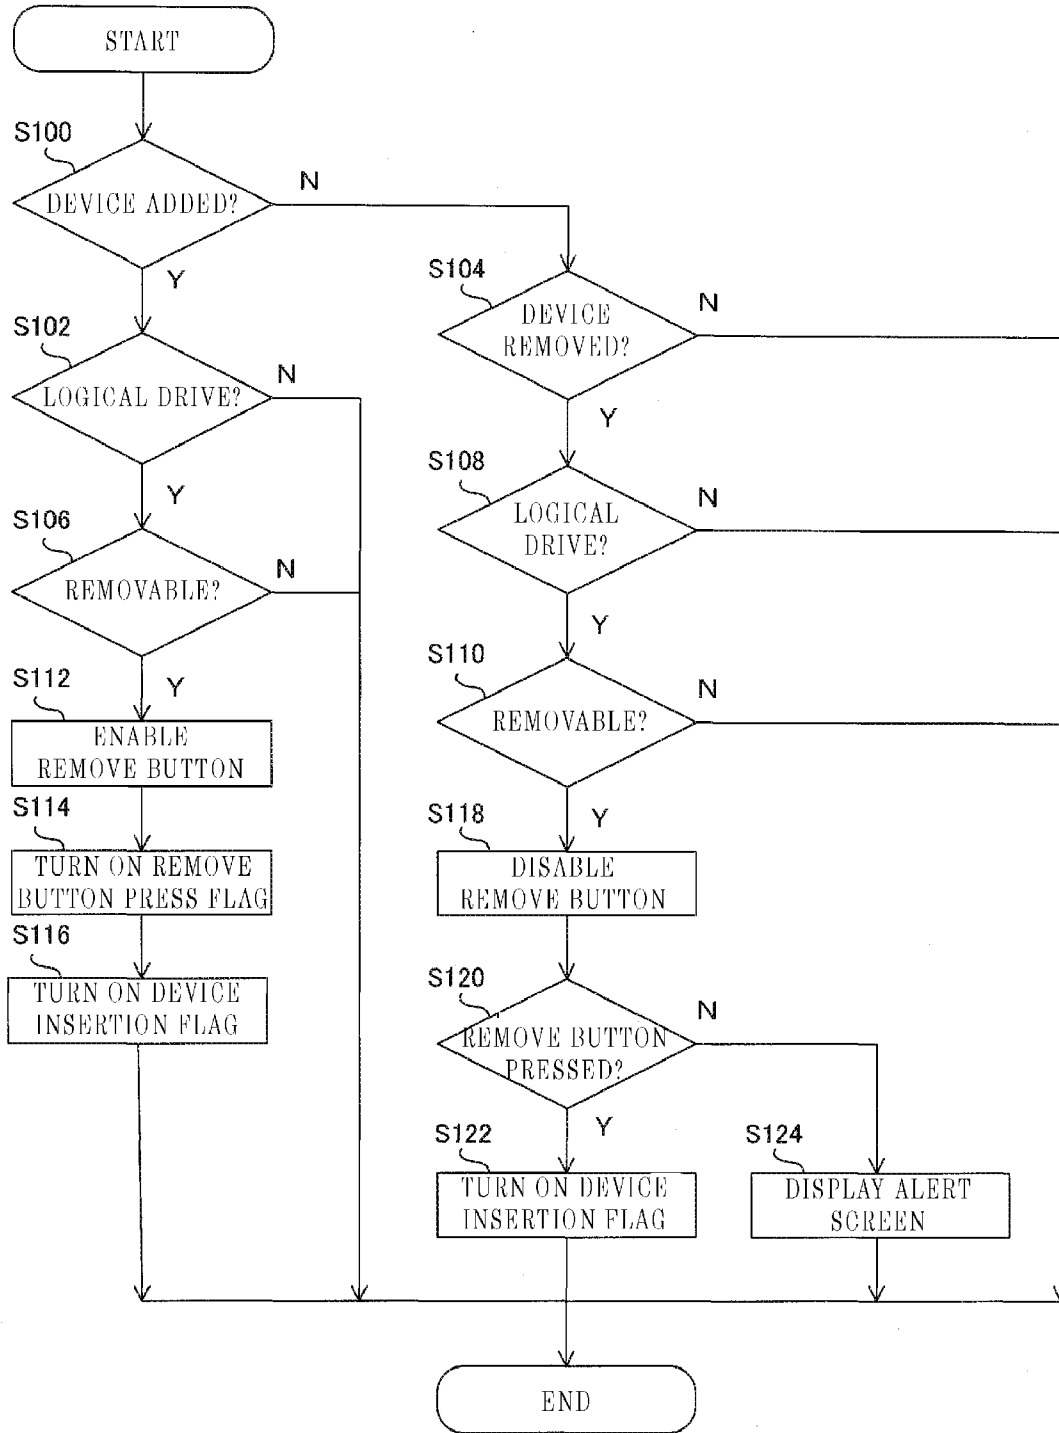 START
S100
DEVICE ADDED?
N
Y
S104
DEVICE
REMOVED?
N
Y
S102
LOGICAL DRIVE?
N
Y
S108
LOGICAL
DRIVE?
N
Y
S106
REMOVABLE?
N
Y
S110
REMOVABLE?
N
Y
S112
ENABLE
REMOVE BUTTON
S114
TURN ON REMOVE
BUTTON PRESS FLAG
S116
TURN ON DEVICE
INSERTION FLAG
S118
DISABLE
REMOVE BUTTON
S120
REMOVE BUTTON
PRESSED?
N
Y
S122
TURN ON DEVICE
INSERTION FLAG
S124
DISPLAY ALERT
SCREEN
END